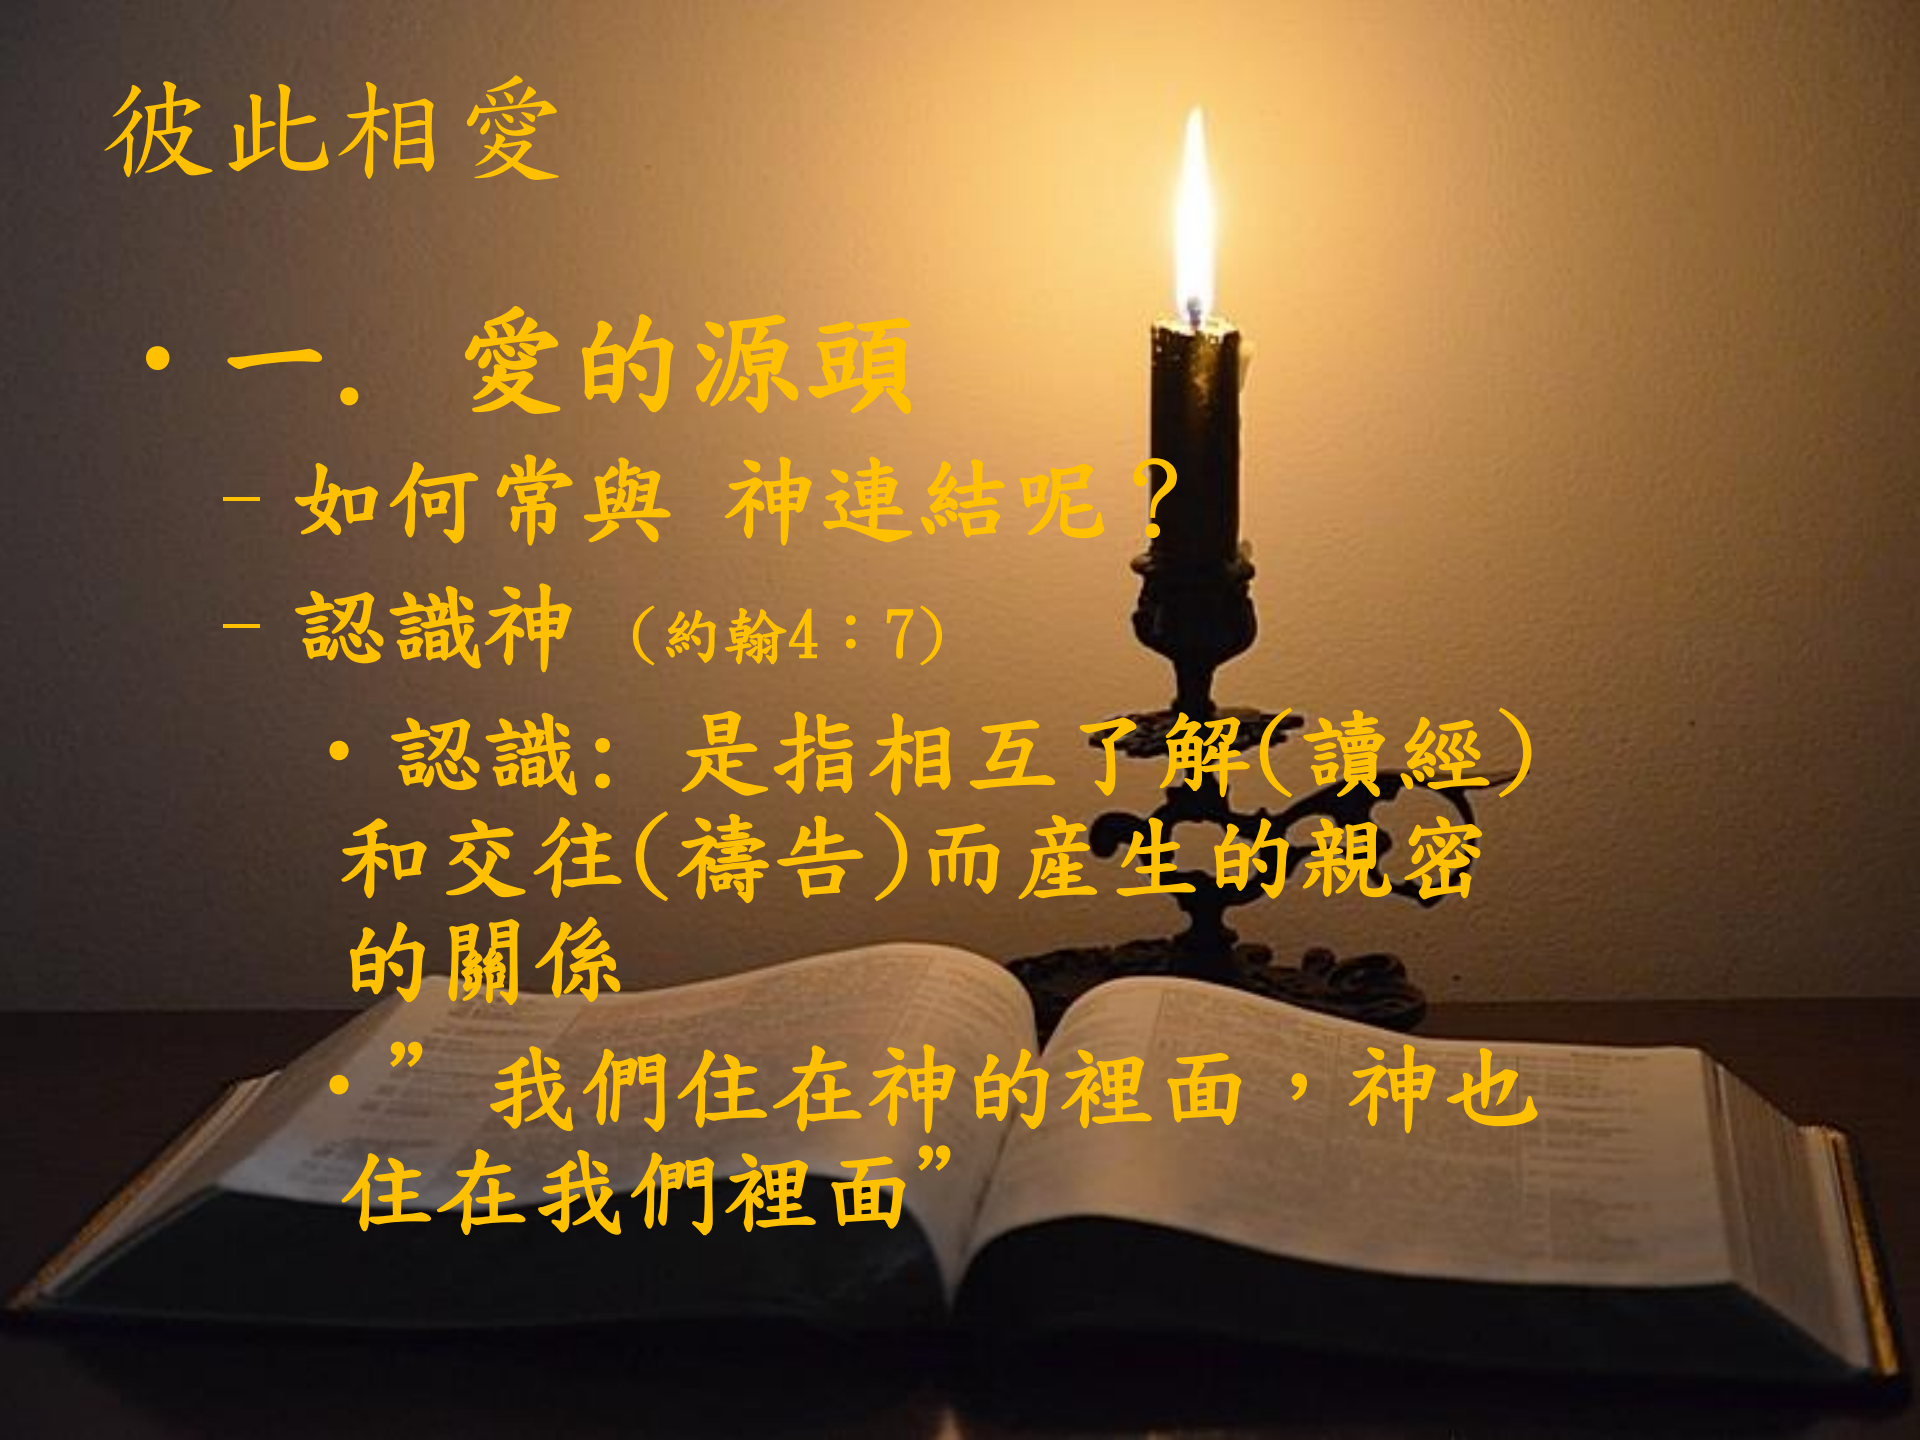 彼此相愛
• 一. 愛的源頭
– 如何常與 神連結呢？
– 認識神 (約翰4：7)
• 認識: 是指相互了解(讀經)
和交往(禱告)而產生的親密
的關係
• ” 我們住在神的裡面，神也
住在我們裡面”